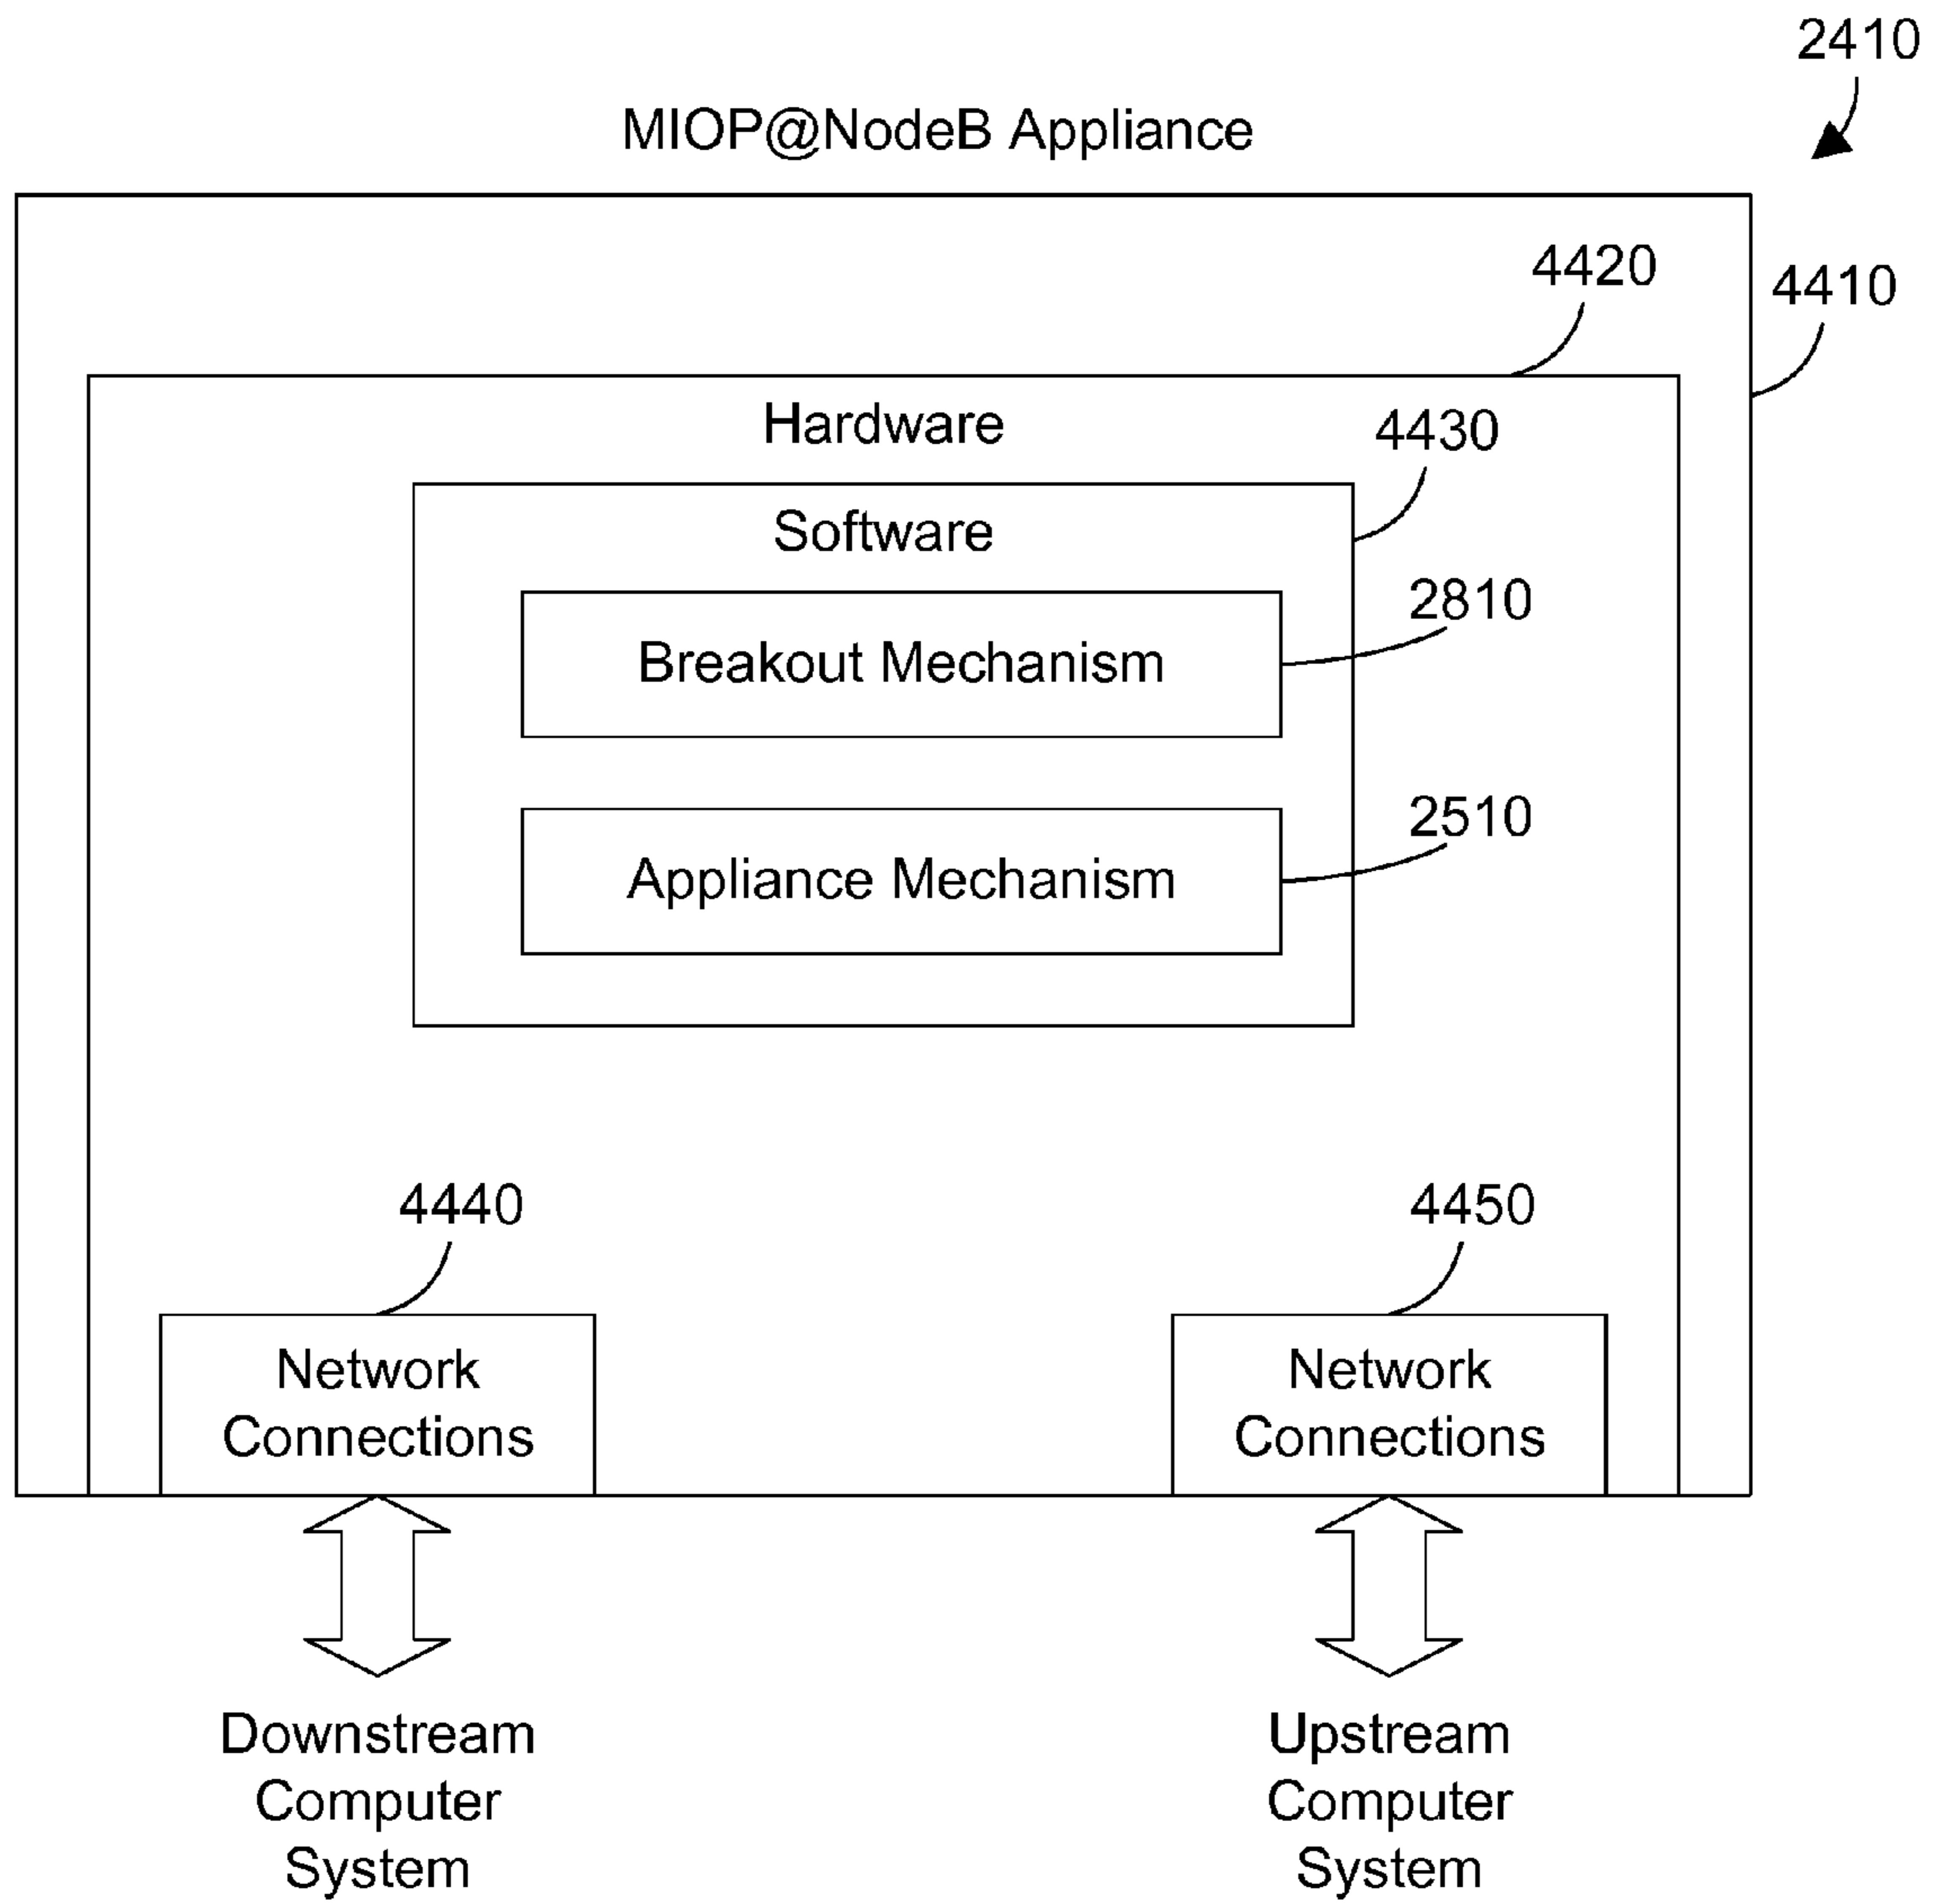 2410
MIOP@NodeB Appliance
4420
4410
Hardware
4430
Software
2810
Breakout Mechanism
2510
Appliance Mechanism
4440
4450
Network
Connections
Network
Connections
Downstream
Computer
System
Upstream
Computer
System